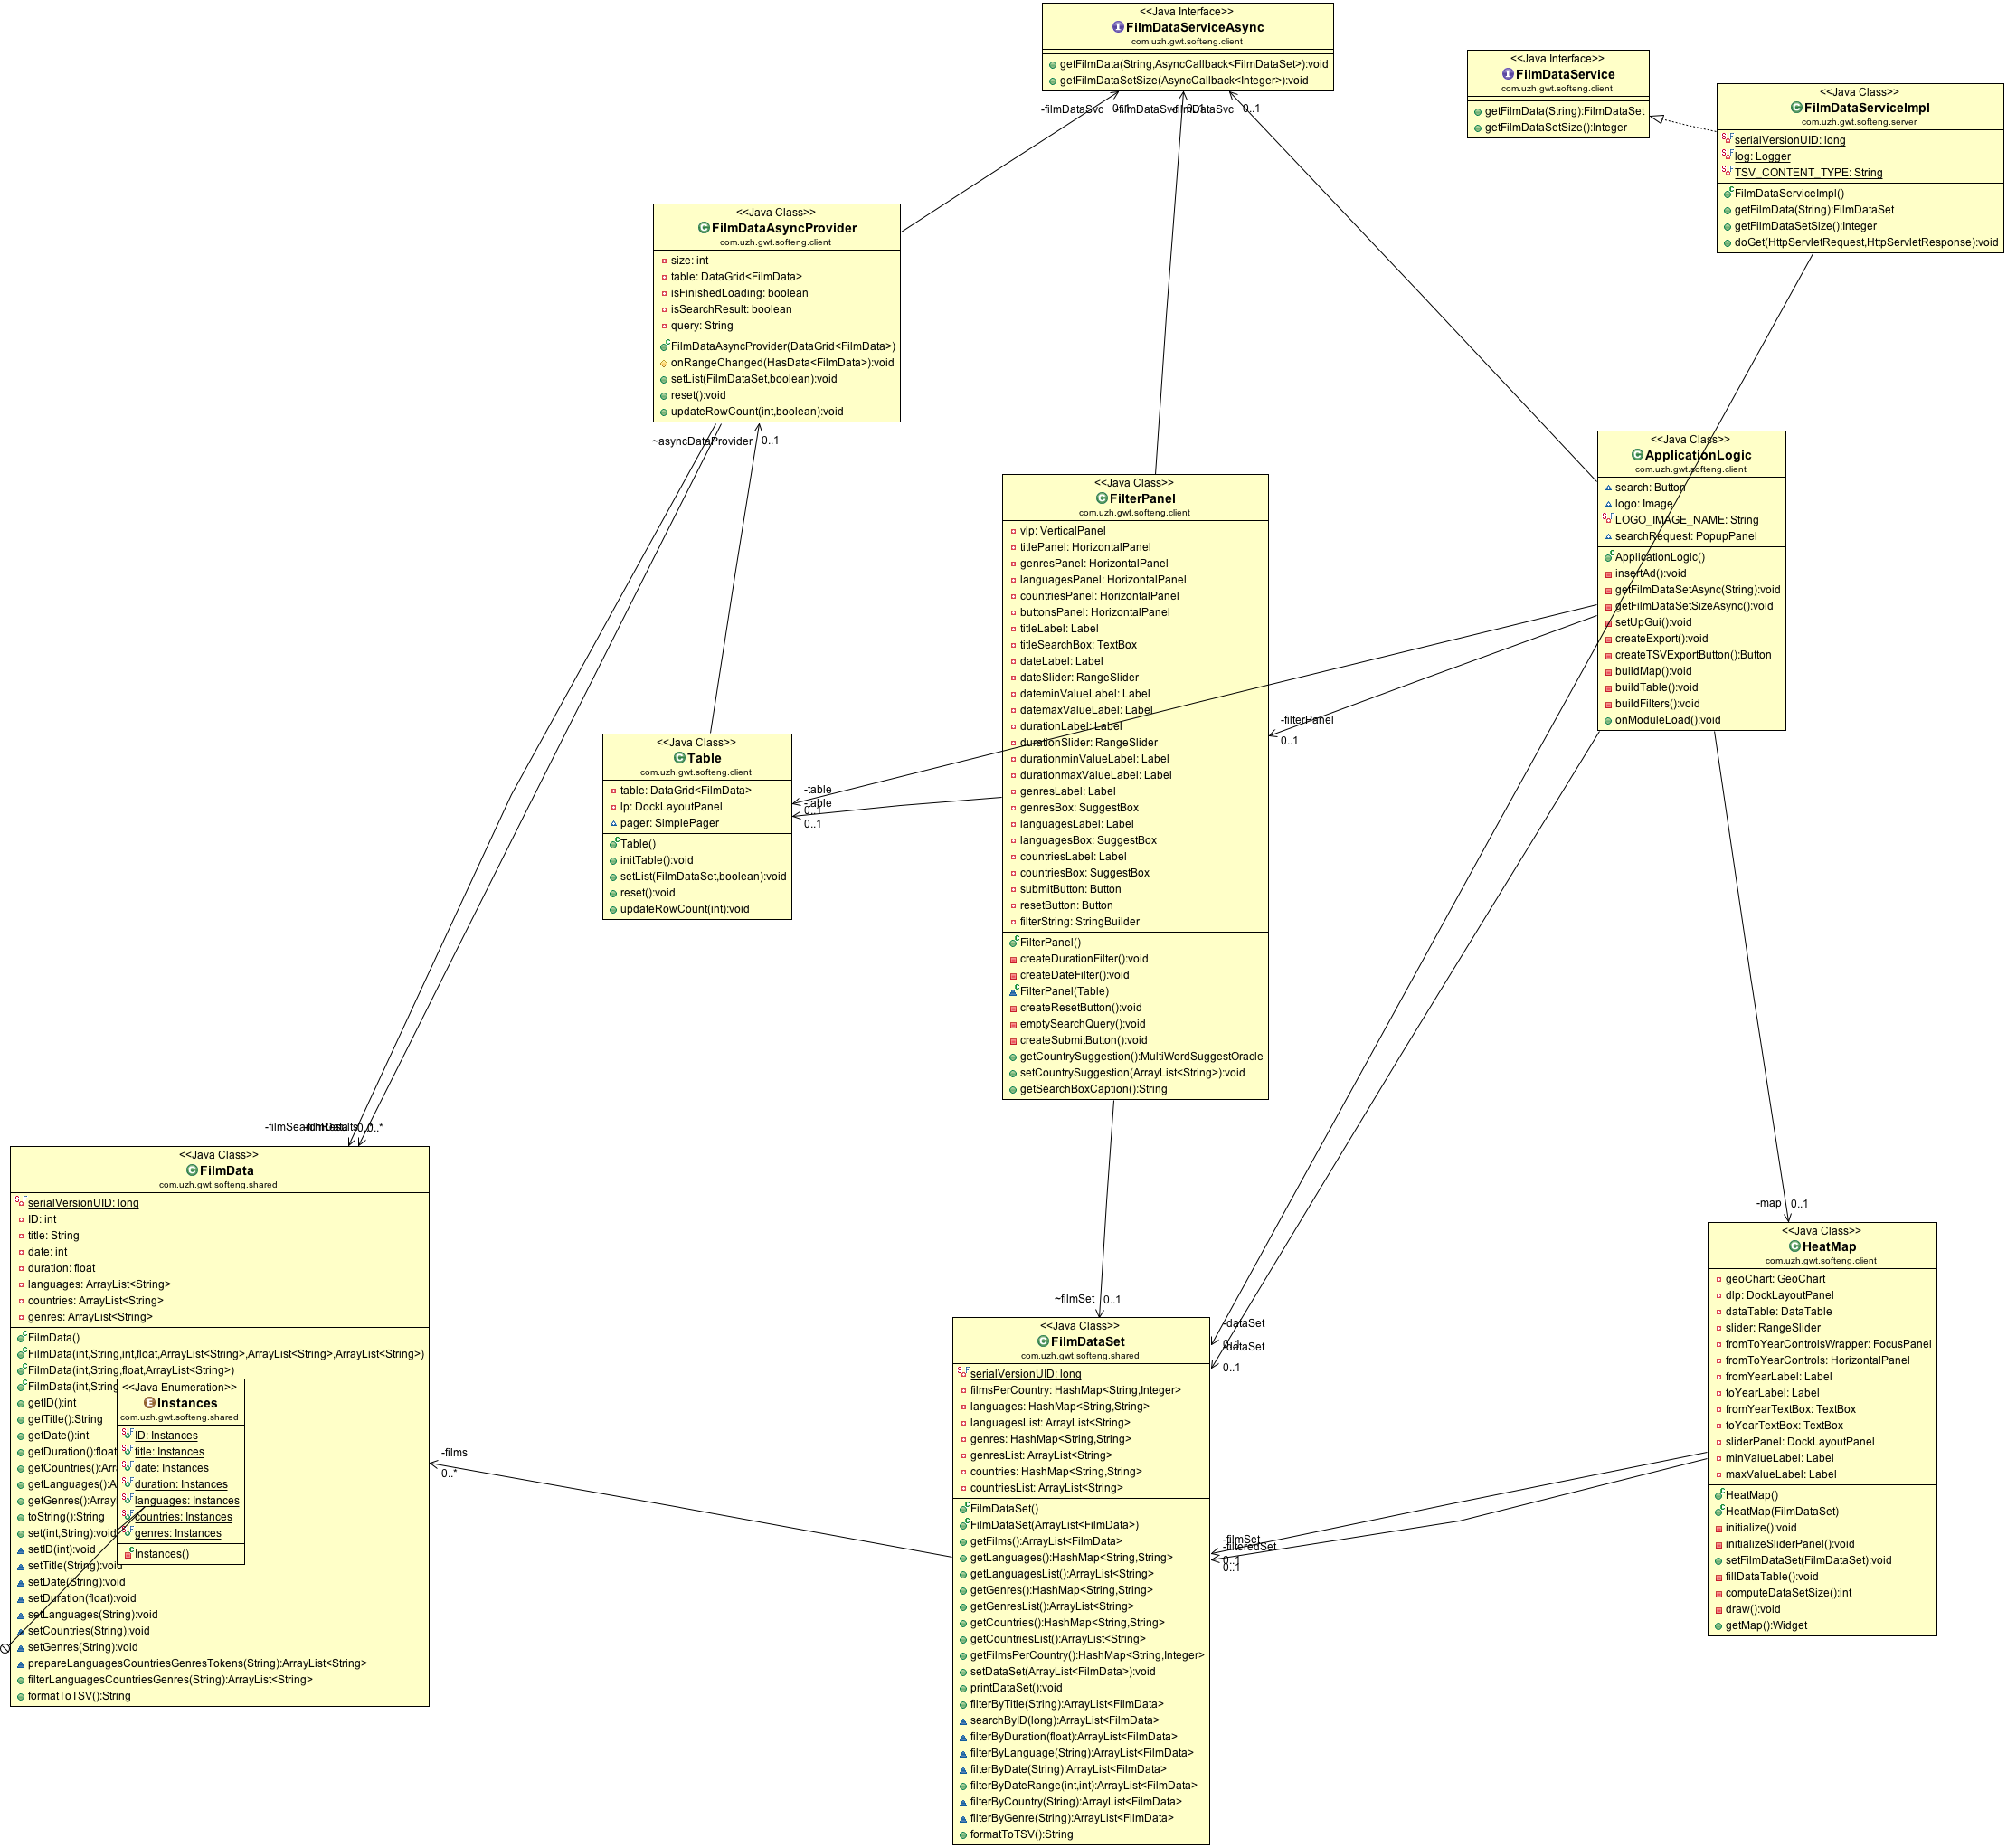 <<Java Interface>>
FilmDataServiceAsync
com.uzh.gwt.softeng.client
getFilmData(String,AsyncCallback<FilmDataSet>):void
getFilmDataSetSize(AsyncCallback<Integer>):void
-filmDataSvc
0..1
-filmDataSvc
0..1
-filmDataSvc
0..1
<<Java Interface>>
FilmDataService
com.uzh.gwt.softeng.client
getFilmData(String):FilmDataSet
getFilmDataSetSize():Integer
<<Java Class>>
FilmDataServiceImpl
com.uzh.gwt.softeng.server
serialVersionUID: long
log: Logger
TSV_CONTENT_TYPE: String
FilmDataServiceImpl()
getFilmData(String):FilmDataSet
getFilmDataSetSize():Integer
doGet(HttpServletRequest,HttpServletResponse):void
<<Java Class>>
FilmDataAsyncProvider
com.uzh.gwt.softeng.client
size: int
table: DataGrid<FilmData>
isFinishedLoading: boolean
isSearchResult: boolean
query: String
FilmDataAsyncProvider(DataGrid<FilmData>)
onRangeChanged(HasData<FilmData>):void
setList(FilmDataSet,boolean):void
reset():void
updateRowCount(int,boolean):void
~asyncDataProvider
0..1
<<Java Class>>
ApplicationLogic
com.uzh.gwt.softeng.client
search: Button
logo: Image
LOGO_IMAGE_NAME: String
searchRequest: PopupPanel
ApplicationLogic()
insertAd():void
getFilmDataSetAsync(String):void
getFilmDataSetSizeAsync():void
setUpGui():void
createExport():void
createTSVExportButton():Button
buildMap():void
buildTable():void
buildFilters():void
onModuleLoad():void
<<Java Class>>
FilterPanel
com.uzh.gwt.softeng.client
vlp: VerticalPanel
titlePanel: HorizontalPanel
genresPanel: HorizontalPanel
languagesPanel: HorizontalPanel
countriesPanel: HorizontalPanel
buttonsPanel: HorizontalPanel
titleLabel: Label
titleSearchBox: TextBox
dateLabel: Label
dateSlider: RangeSlider
dateminValueLabel: Label
datemaxValueLabel: Label
durationLabel: Label
durationSlider: RangeSlider
durationminValueLabel: Label
durationmaxValueLabel: Label
genresLabel: Label
genresBox: SuggestBox
languagesLabel: Label
languagesBox: SuggestBox
countriesLabel: Label
countriesBox: SuggestBox
submitButton: Button
resetButton: Button
filterString: StringBuilder
FilterPanel()
createDurationFilter():void
createDateFilter():void
FilterPanel(Table)
createResetButton():void
emptySearchQuery():void
createSubmitButton():void
getCountrySuggestion():MultiWordSuggestOracle
setCountrySuggestion(ArrayList<String>):void
getSearchBoxCaption():String
-filterPanel
0..1
<<Java Class>>
Table
com.uzh.gwt.softeng.client
table: DataGrid<FilmData>
lp: DockLayoutPanel
pager: SimplePager
Table()
initTable():void
setList(FilmDataSet,boolean):void
reset():void
updateRowCount(int):void
-table
0..1
-table
0..1
-filmSearchResults
0..*
-filmData
0..*
<<Java Class>>
FilmData
com.uzh.gwt.softeng.shared
serialVersionUID: long
ID: int
title: String
date: int
duration: float
languages: ArrayList<String>
countries: ArrayList<String>
genres: ArrayList<String>
FilmData()
FilmData(int,String,int,float,ArrayList<String>,ArrayList<String>,ArrayList<String>)
FilmData(int,String,float,ArrayList<String>)
FilmData(int,String
getID():int
getTitle():String
getDate():int
getDuration():float
getCountries():Arr
getLanguages():A
getGenres():Array
toString():String
set(int,String):void
setID(int):void
setTitle(String):void
setDate(String):void
setDuration(float):void
setLanguages(String):void
setCountries(String):void
setGenres(String):void
prepareLanguagesCountriesGenresTokens(String):ArrayList<String>
filterLanguagesCountriesGenres(String):ArrayList<String>
formatToTSV():String
<<Java Enumeration>>
Instances
com.uzh.gwt.softeng.shared
ID: Instances
title: Instances
date: Instances
duration: Instances
languages: Instances
countries: Instances
genres: Instances
Instances()
-films
0..*
~filmSet
0..1
<<Java Class>>
FilmDataSet
com.uzh.gwt.softeng.shared
serialVersionUID: long
filmsPerCountry: HashMap<String,Integer>
languages: HashMap<String,String>
languagesList: ArrayList<String>
genres: HashMap<String,String>
genresList: ArrayList<String>
countries: HashMap<String,String>
countriesList: ArrayList<String>
FilmDataSet()
FilmDataSet(ArrayList<FilmData>)
getFilms():ArrayList<FilmData>
getLanguages():HashMap<String,String>
getLanguagesList():ArrayList<String>
getGenres():HashMap<String,String>
getGenresList():ArrayList<String>
getCountries():HashMap<String,String>
getCountriesList():ArrayList<String>
getFilmsPerCountry():HashMap<String,Integer>
setDataSet(ArrayList<FilmData>):void
printDataSet():void
filterByTitle(String):ArrayList<FilmData>
searchByID(long):ArrayList<FilmData>
filterByDuration(float):ArrayList<FilmData>
filterByLanguage(String):ArrayList<FilmData>
filterByDate(String):ArrayList<FilmData>
filterByDateRange(int,int):ArrayList<FilmData>
filterByCountry(String):ArrayList<FilmData>
filterByGenre(String):ArrayList<FilmData>
formatToTSV():String
-dataSet
0..1
-dataSet
0..1
-filmSet
0..1
-filteredSet
0..1
-map
0..1
<<Java Class>>
HeatMap
com.uzh.gwt.softeng.client
geoChart: GeoChart
dlp: DockLayoutPanel
dataTable: DataTable
slider: RangeSlider
fromToYearControlsWrapper: FocusPanel
fromToYearControls: HorizontalPanel
fromYearLabel: Label
toYearLabel: Label
fromYearTextBox: TextBox
toYearTextBox: TextBox
sliderPanel: DockLayoutPanel
minValueLabel: Label
maxValueLabel: Label
HeatMap()
HeatMap(FilmDataSet)
initialize():void
initializeSliderPanel():void
setFilmDataSet(FilmDataSet):void
fillDataTable():void
computeDataSetSize():int
draw():void
getMap():Widget